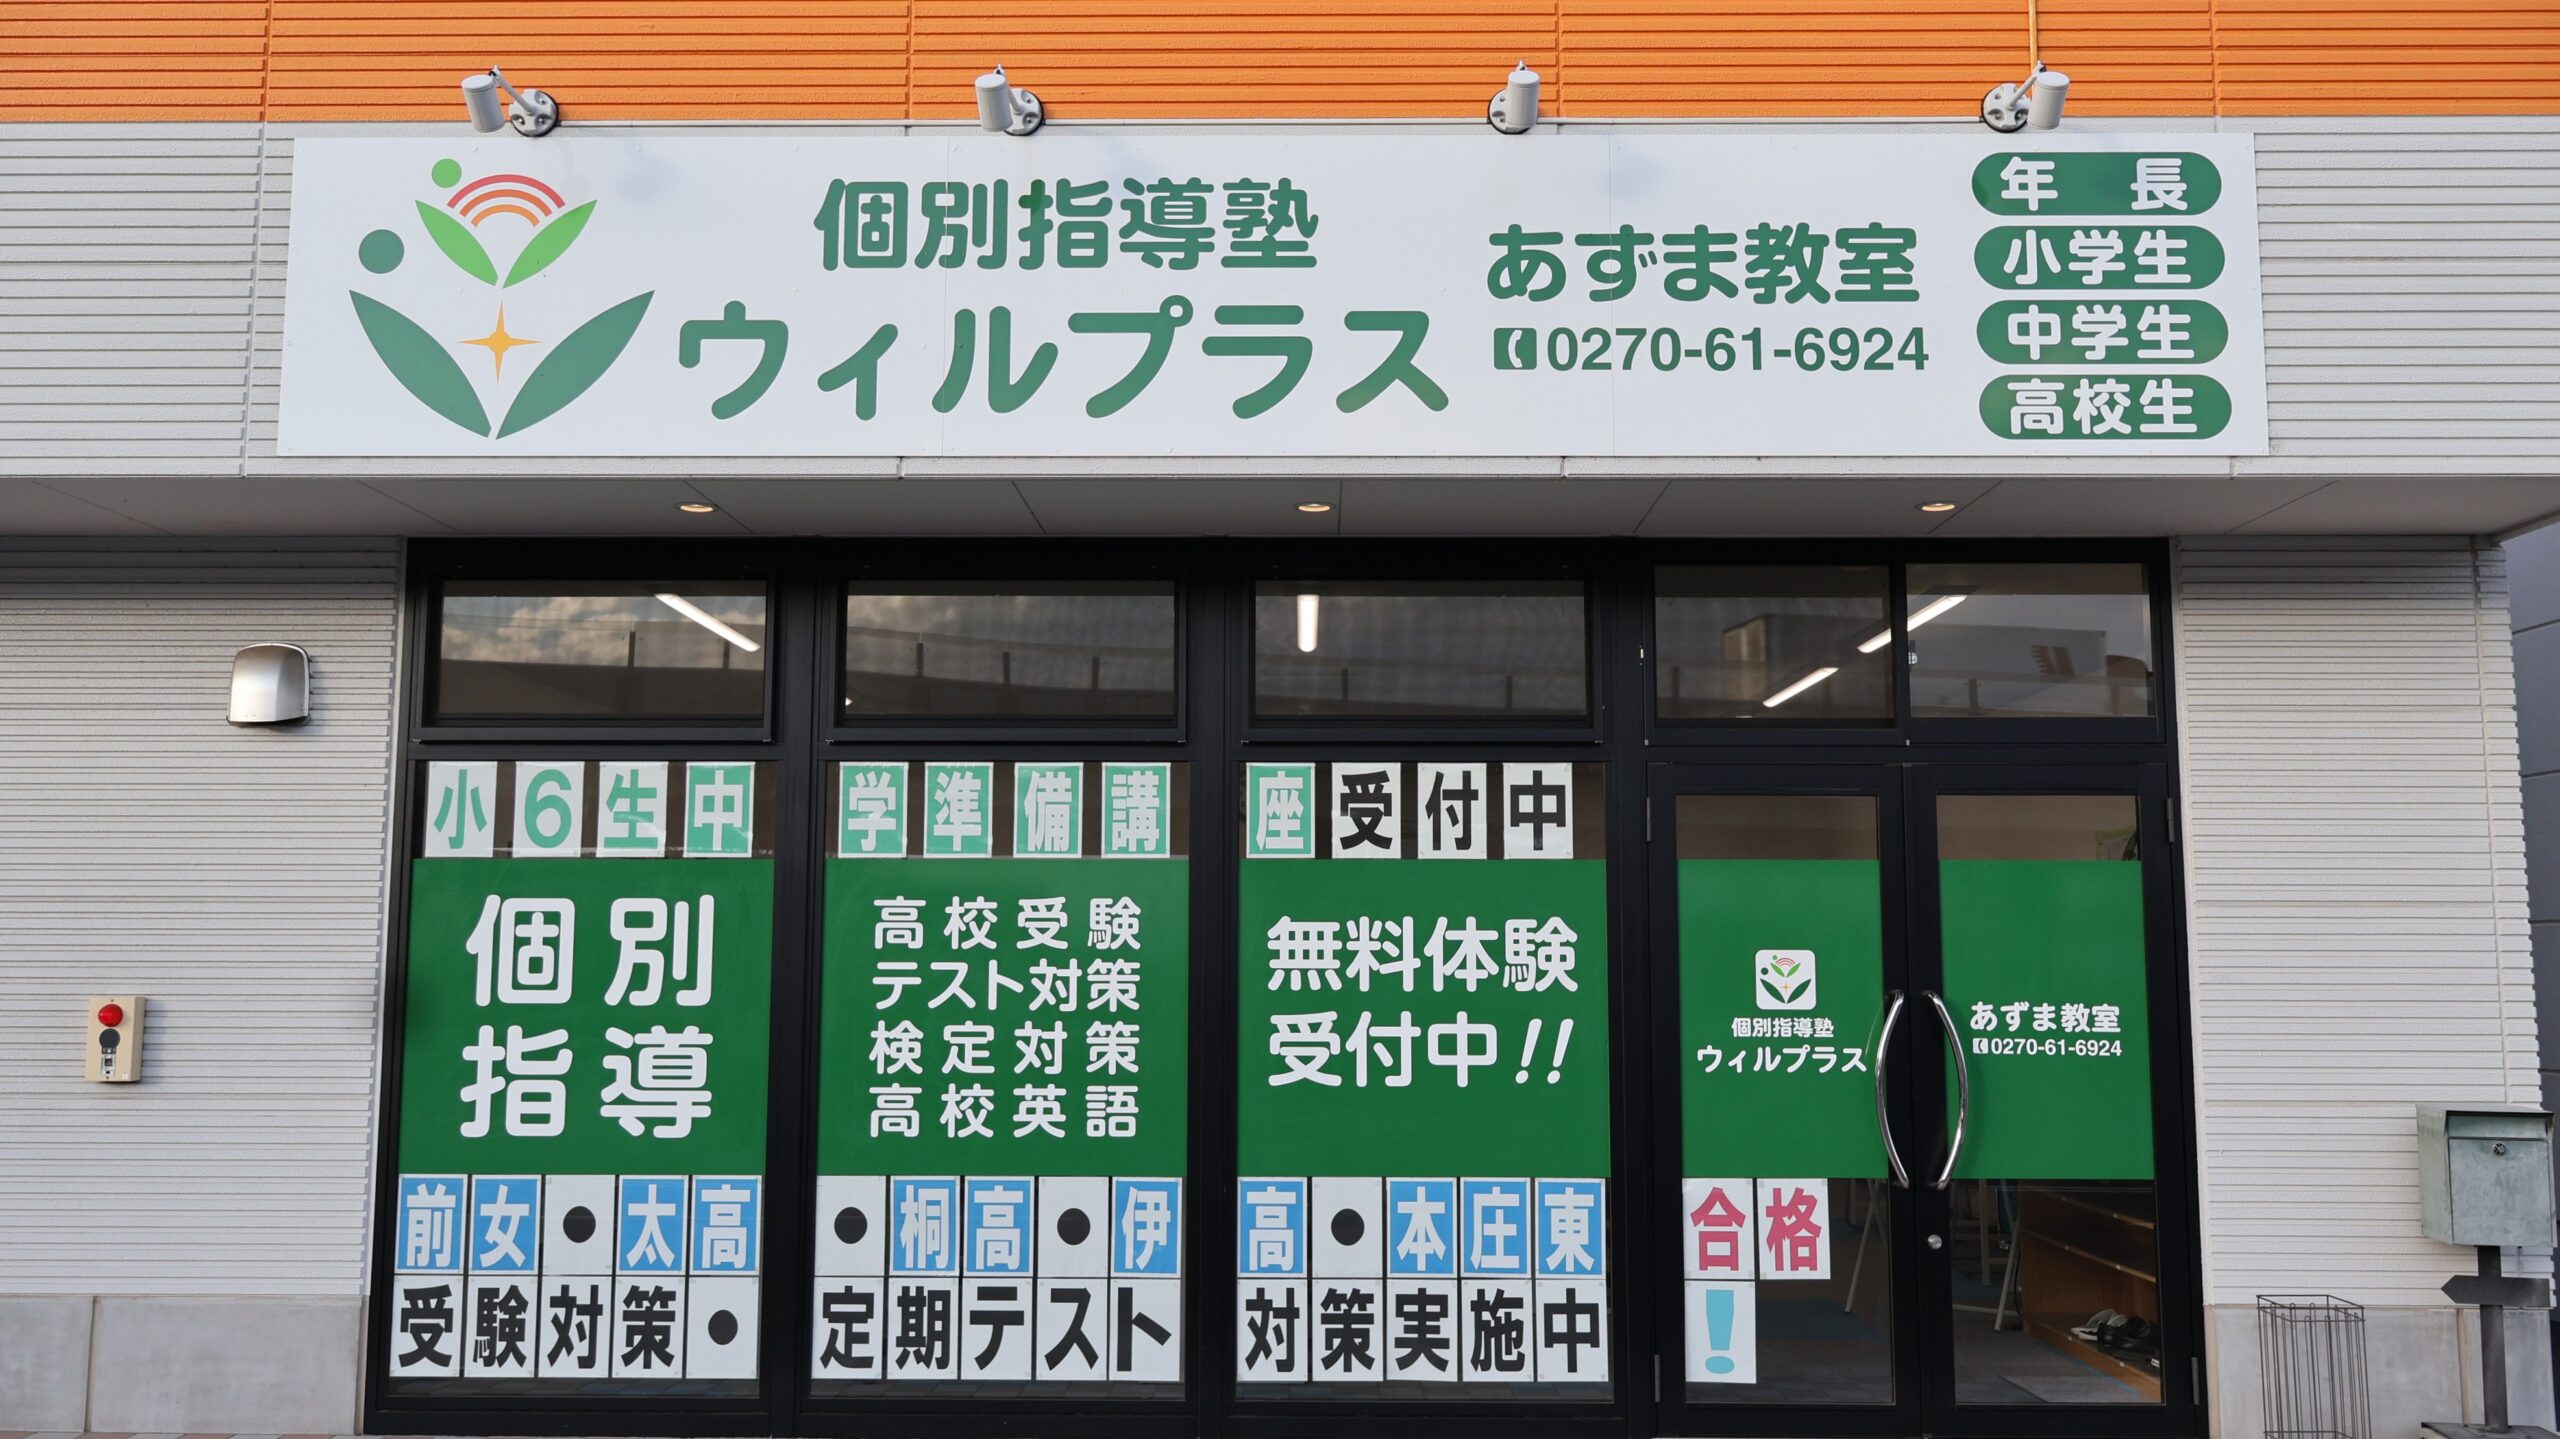 個別指導塾
ウィルプラス
あずま教室
0270-61-6924
年長
小学生
中学生
高校生
小6生中学準備講座受付中
個別
指導
高校受験
テスト対策
検定対策
高校英語
無料体験
受付中!!
個別指導塾
ウィルプラス
あずま教室
0270-61-6924
前女・太高・桐高・伊高・本庄東合格
受験対策・定期テスト対策実施中!